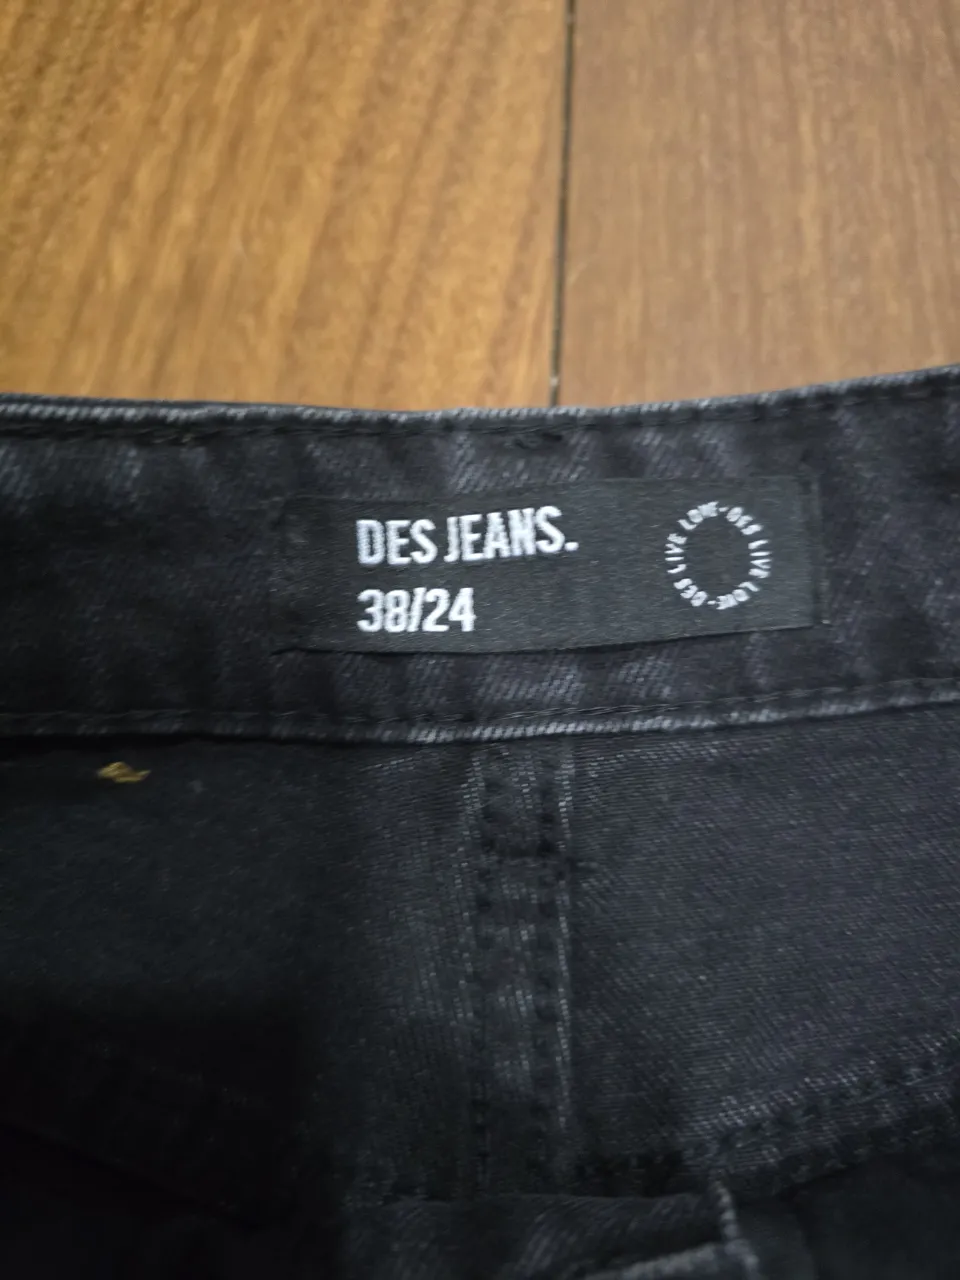 DES JEANS.
38/24
DES LIVE LOVE • DES LIVE LOVE •